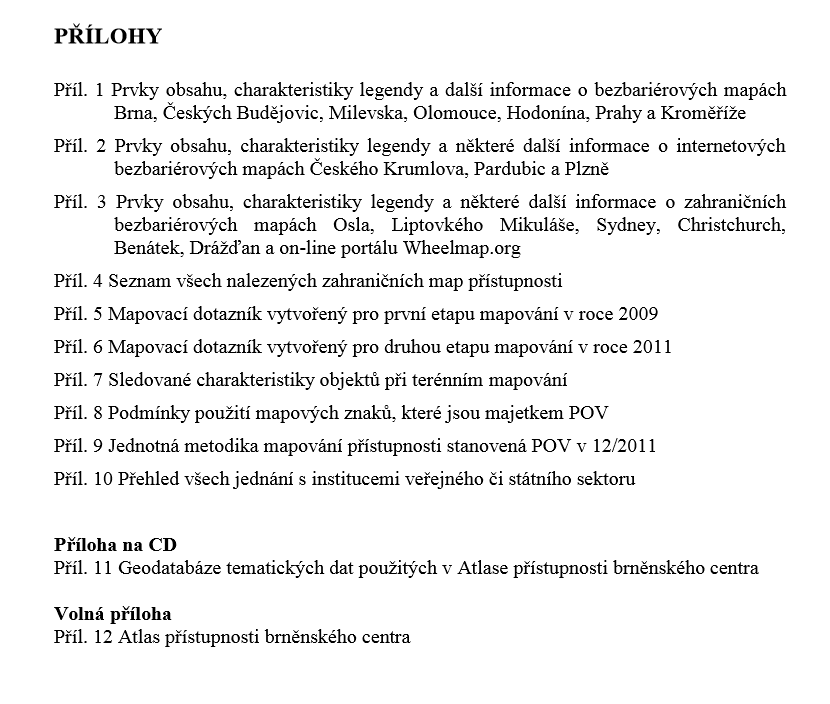 PŘÍLOHY
Příl. 1 Prvky obsahu, charakteristiky legendy a další informace o bezbariérových mapách
Brna, Českých Budějovic, Milevska, Olomouce, Hodonína, Prahy a Kroměříže
Příl. 2 Prvky obsahu, charakteristiky legendy a některé další informace o internetových
bezbariérových mapách Českého Krumlova, Pardubic a Plzně
Příl. 3 Prvky obsahu, charakteristiky legendy a některé další informace o zahraničních
bezbariérových mapách Osla, Liptovkého Mikuláše, Sydney, Christchurch,
Benátek, Drážďan a on-line portálu Wheelmap.org
Příl. 4 Seznam všech nalezených zahraničních map přístupnosti
Příl. 5 Mapovací dotazník vytvořený pro první etapu mapování v roce 2009
Příl. 6 Mapovací dotazník vytvořený pro druhou etapu mapování v roce 2011
Příl. 7 Sledované charakteristiky objektů při terénním mapování
Příl. 8 Podmínky použití mapových znaků, které jsou majetkem POV
Příl. 9 Jednotná metodika mapování přístupnosti stanovená POV v 12/2011
Příl. 10 Přehled všech jednání s institucemi veřejného či státního sektoru
Příloha na CD
Příl. 11 Geodatabáze tematických dat použitých v Atlase přístupnosti brněnského centra
Volná příloha
Příl. 12 Atlas přístupnosti brněnského centra